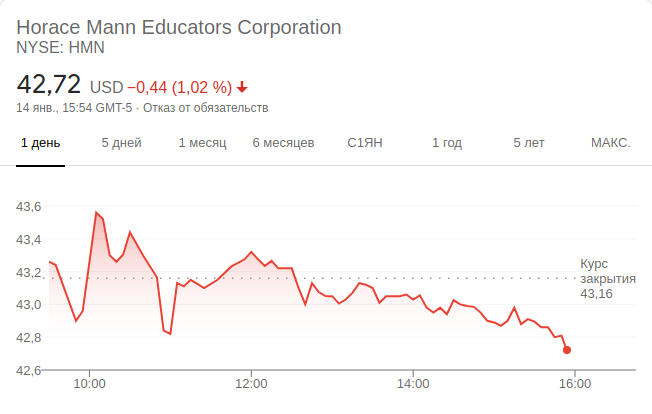 Horace Mann Educators Corporation
NYSE: HMN
42,72 USD −0,44 (1,02 %)
14 янв., 15:54 GMT-5 · Отказ от обязательств
1 день 5 дней 1 месяц 6 месяцев С1ЯН 1 год 5 лет МАКС.
43,6
43,4
43,2
43,0
42,8
42,6
Курс
закрытия
43,16
10:00 12:00 14:00 16:00